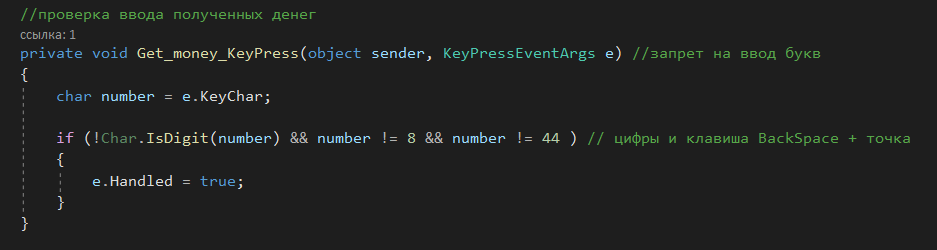 //проверка ввода полученных денег
ссылка: 1
private void Get_money_KeyPress(object sender, KeyPressEventArgs e) //запрет на ввод букв
{
char number = e.KeyChar;
if (!Char.IsDigit(number) && number != 8 && number != 44 ) // цифры и клавиша BackSpace + точка
{
e.Handled = true;
}
}